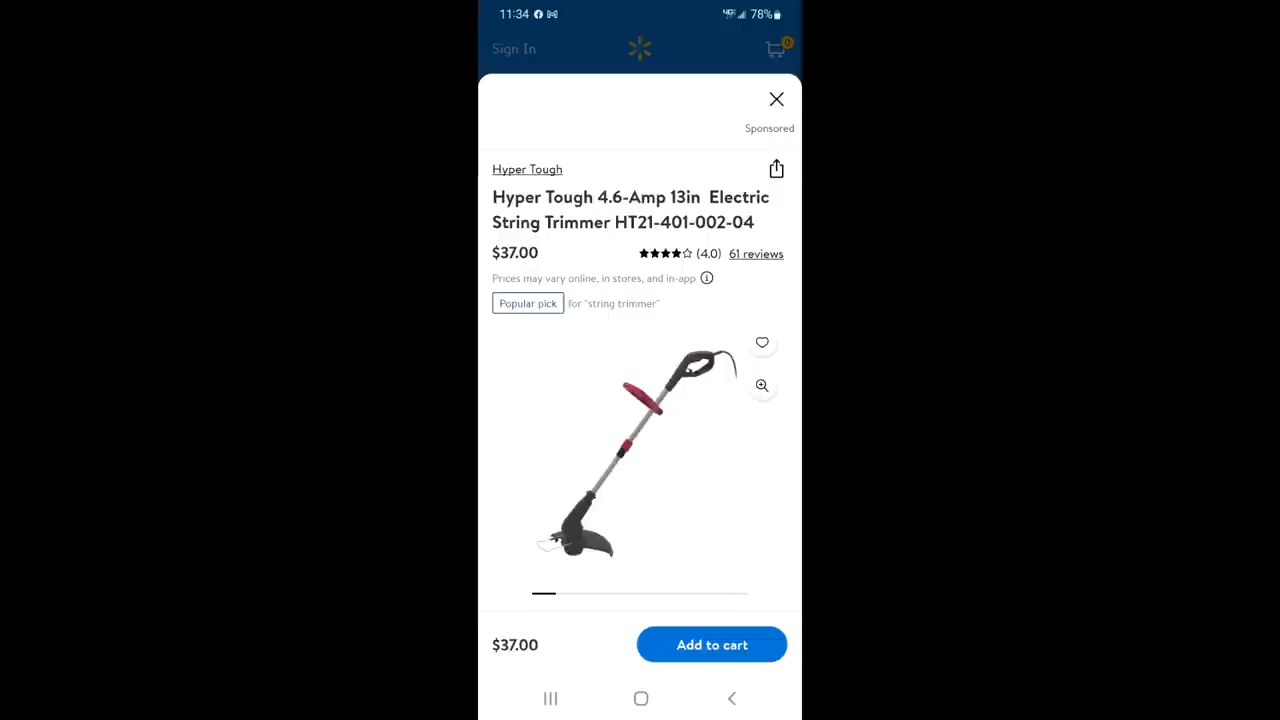 11:34 78%
Sign In 0
Sponsored
Hyper Tough
Hyper Tough 4.6-Amp 13in Electric
String Trimmer HT21-401-002-04
$37.00 (4.0) 61 reviews
Prices may vary online, in stores, and in-app
Popular pick for "string trimmer"
$37.00 Add to cart